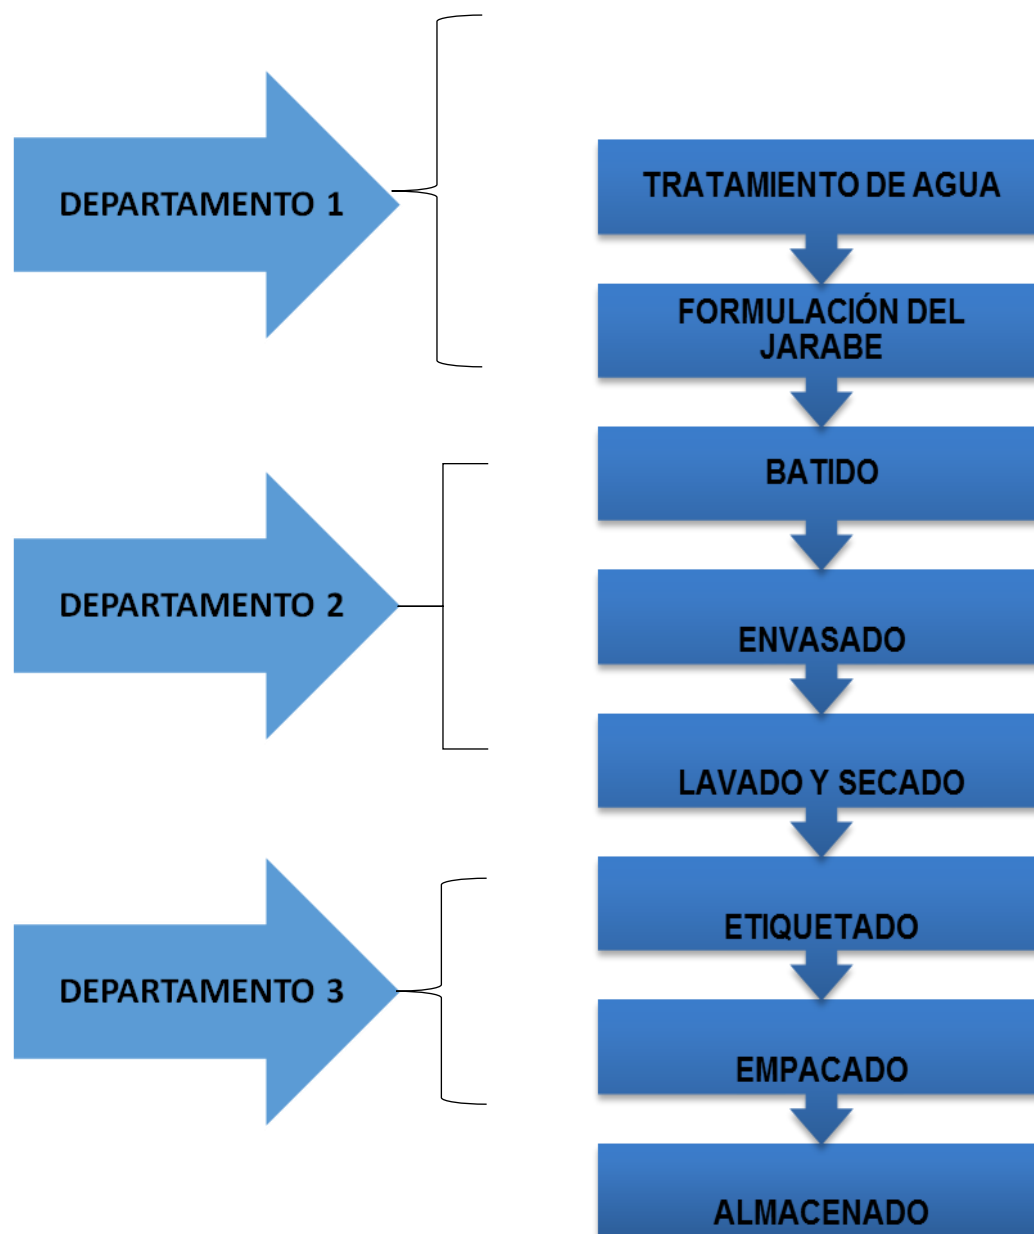 DEPARTAMENTO 1
DEPARTAMENTO 2
DEPARTAMENTO 3
TRATAMIENTO DE AGUA
FORMULACIÓN DEL
JARABE
BATIDO
ENVASADO
LAVADO Y SECADO
ETIQUETADO
EMPACADO
ALMACENADO